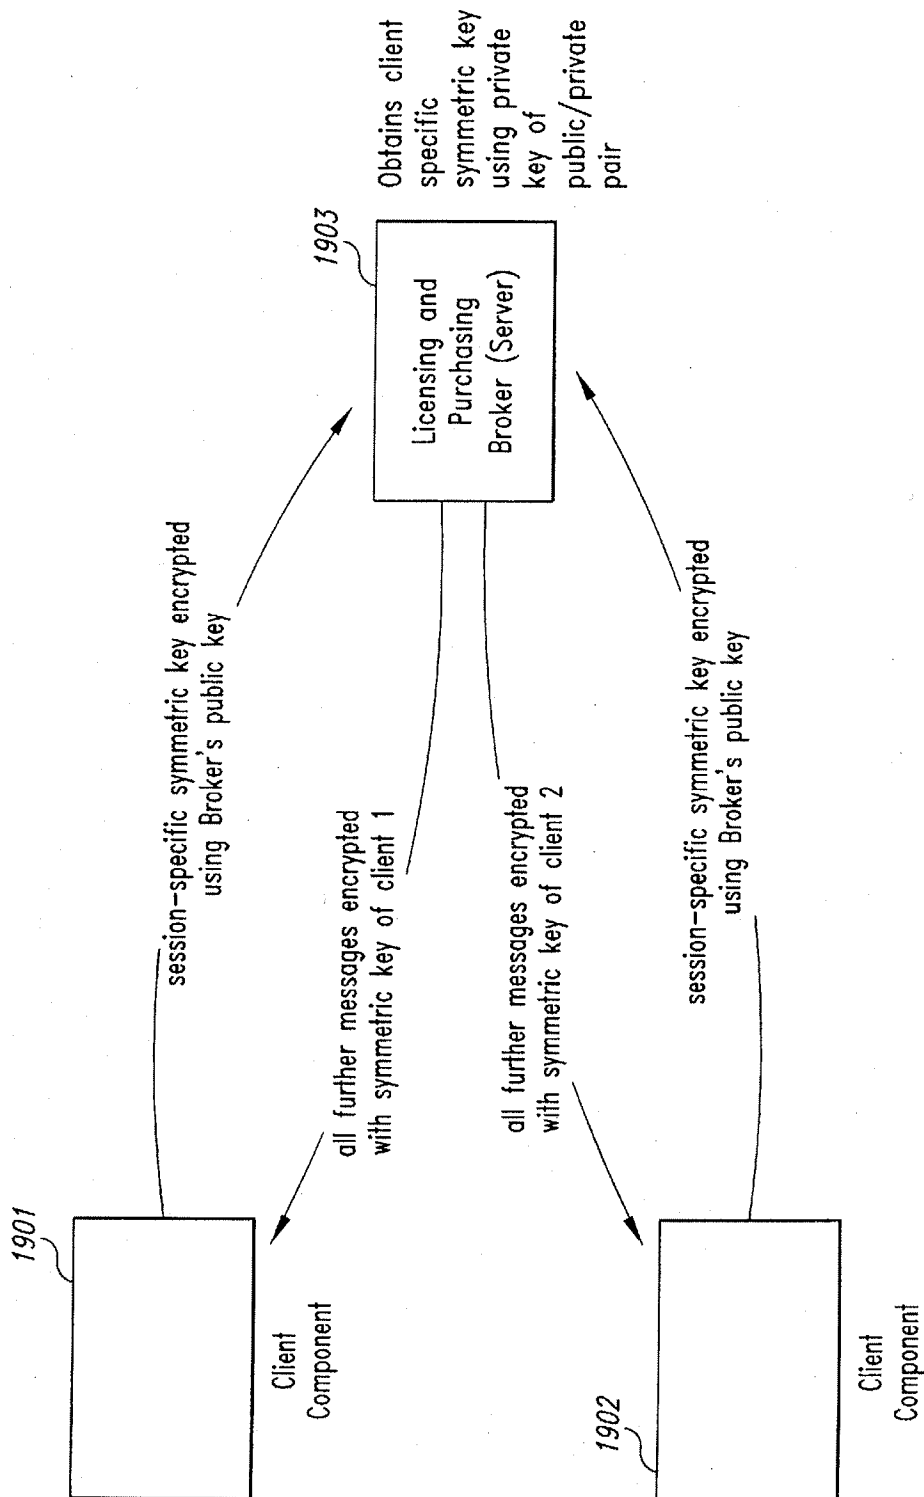 1901
Client
Component
session-specific symmetric key encrypted
using Broker's public key
all further messages encrypted
with symmetric key of client 1
1903
Licensing and
Purchasing
Broker (Server)
Obtains client
specific
symmetric key
using private
key of
public/private
pair
all further messages encrypted
with symmetric key of client 2
session-specific symmetric key encrypted
using Broker's public key
1902
Client
Component